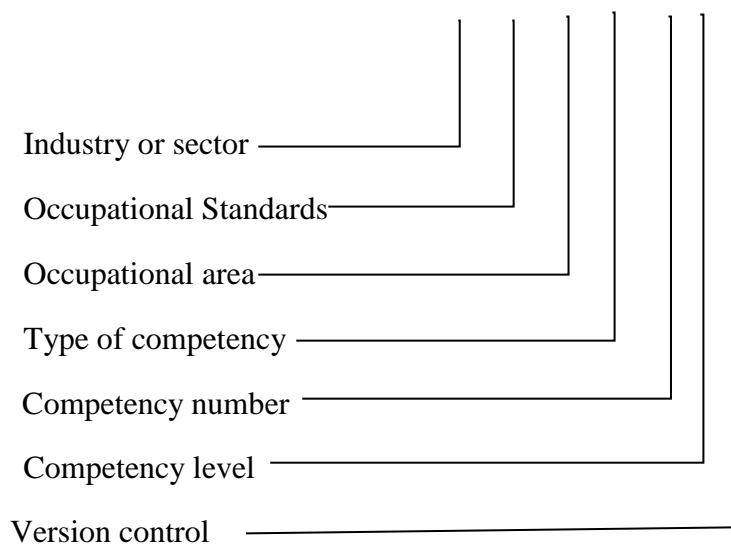 Industry or sector
Occupational Standards
Occupational area
Type of competency
Competency number
Competency level
Version control